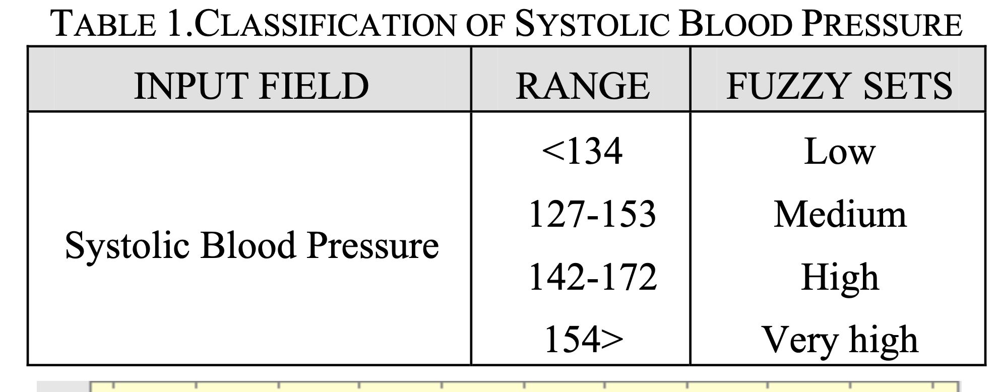 TABLE 1.CLASSIFICATION OF SYSTOLIC BLOOD PRESSURE
INPUT FIELD RANGE FUZZY SETS
<134 Low
127-153 Medium
Systolic Blood Pressure
142-172 High
154> Very high